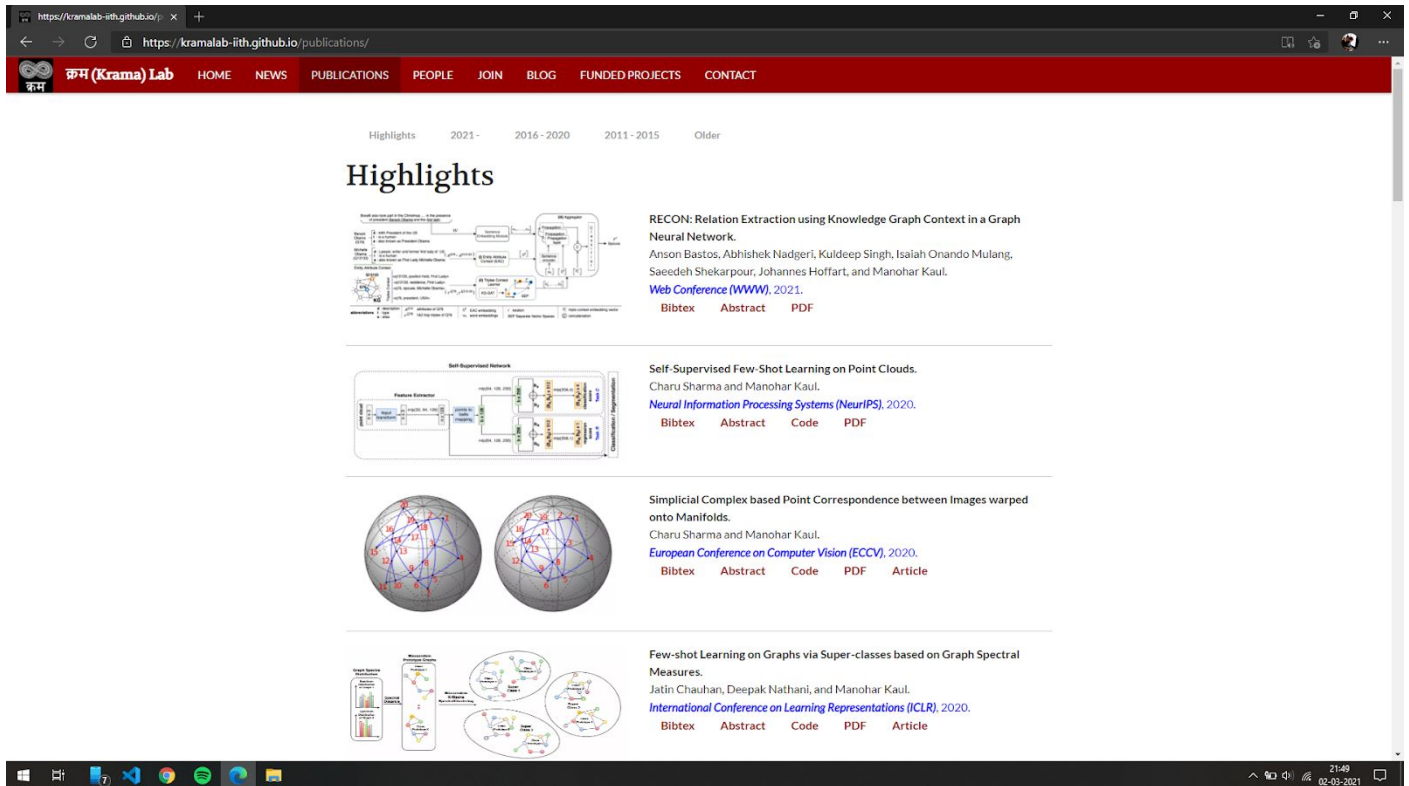 https://kramalab-iith.github.io/p
https://kramalab-iith.github.io/publications/
क्रम
क्रम (Krama) Lab
HOME
NEWS
PUBLICATIONS
PEOPLE
JOIN
BLOG
FUNDED PROJECTS
CONTACT
Highlights
2021 -
2016 - 2020
2011 - 2015
Older
Highlights
RECON: Relation Extraction using Knowledge Graph Context in a Graph
Neural Network.
Anson Bastos, Abhishek Nadgeri, Kuldeep Singh, Isaiah Onando Mulang,
Saeedeh Shekarpour, Johannes Hoffart, and Manohar Kaul.
Web Conference (WWW), 2021.
Bibtex Abstract PDF
Self-Supervised Network
Feature Extractor
Classification / Segmentation
Self-Supervised Few-Shot Learning on Point Clouds.
Charu Sharma and Manohar Kaul.
Neural Information Processing Systems (NeurIPS), 2020.
Bibtex Abstract Code PDF
Simplicial Complex based Point Correspondence between Images warped
onto Manifolds.
Charu Sharma and Manohar Kaul.
European Conference on Computer Vision (ECCV), 2020.
Bibtex Abstract Code PDF Article
Few-shot Learning on Graphs via Super-classes based on Graph Spectral
Measures.
Jatin Chauhan, Deepak Nathani, and Manohar Kaul.
International Conference on Learning Representations (ICLR), 2020.
Bibtex Abstract Code PDF Article
21:49
02-03-2021